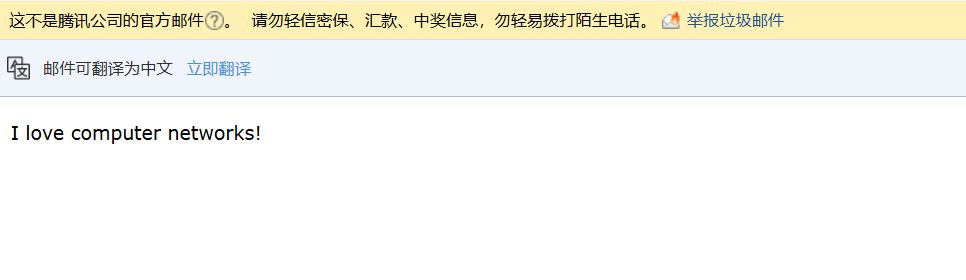 这不是腾讯公司的官方邮件?。 请勿轻信密保、汇款、中奖信息，勿轻易拨打陌生电话。 举报垃圾邮件
邮件可翻译为中文 立即翻译
I love computer networks!